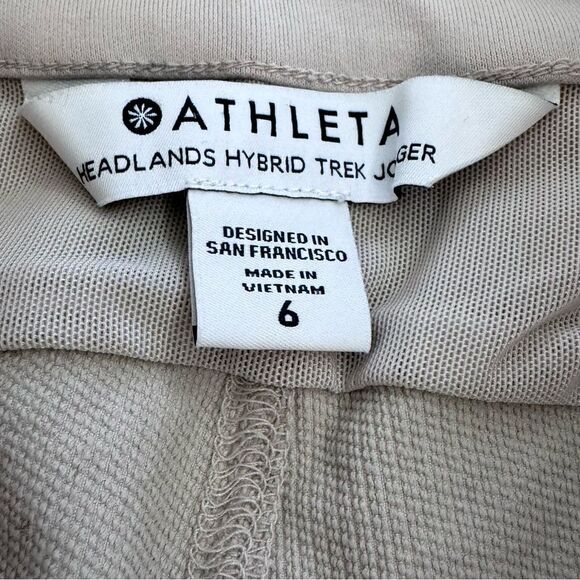 ATHLETA
HEADLANDS HYBRID TREK JOGGER
DESIGNED IN
SAN FRANCISCO
MADE IN
VIETNAM
6